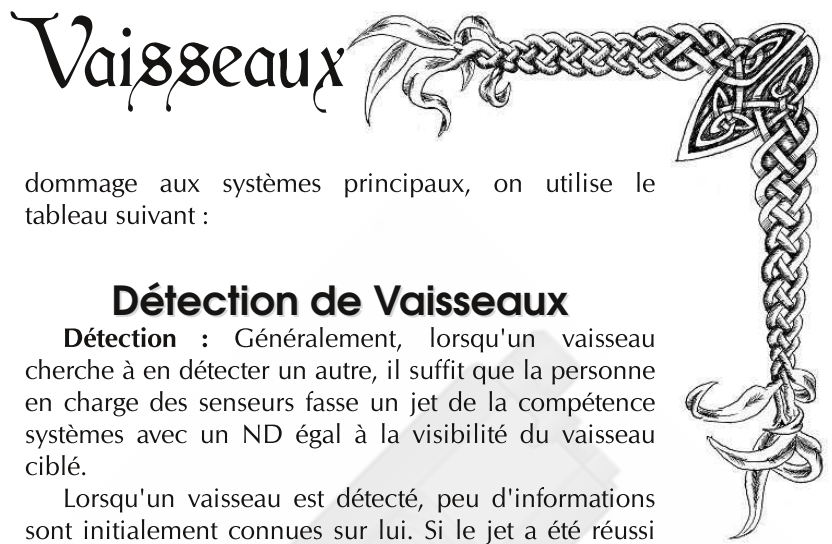 Vaisseaux
dommage aux systèmes principaux, on utilise le
tableau suivant :
Détection de Vaisseaux
Détection : Généralement, lorsqu'un vaisseau
cherche à en détecter un autre, il suffit que la personne
en charge des senseurs fasse un jet de la compétence
systèmes avec un ND égal à la visibilité du vaisseau
ciblé.
Lorsqu'un vaisseau est détecté, peu d'informations
sont initialement connues sur lui. Si le jet a été réussi